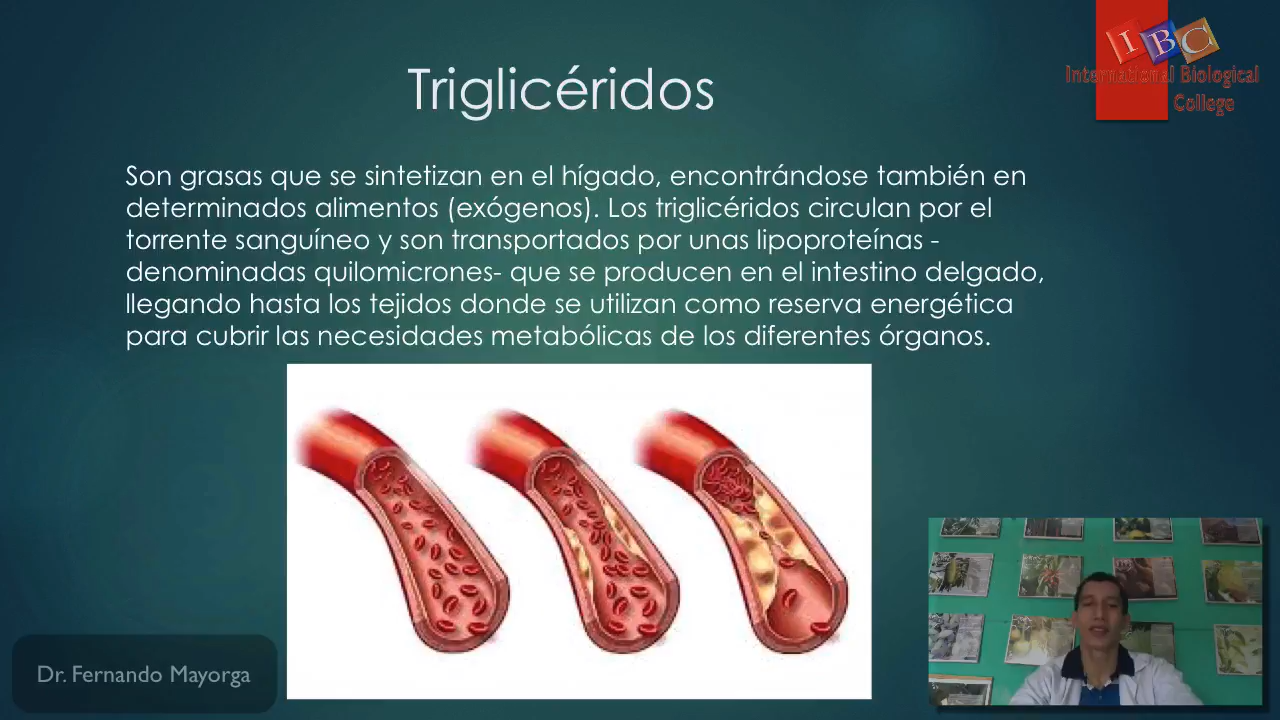 IBC
International Biological
College
Triglicéridos
Son grasas que se sintetizan en el hígado, encontrándose también en
determinados alimentos (exógenos). Los triglicéridos circulan por el
torrente sanguíneo y son transportados por unas lipoproteínas -
denominadas quilomicrones- que se producen en el intestino delgado,
llegando hasta los tejidos donde se utilizan como reserva energética
para cubrir las necesidades metabólicas de los diferentes órganos.
Dr. Fernando Mayorga